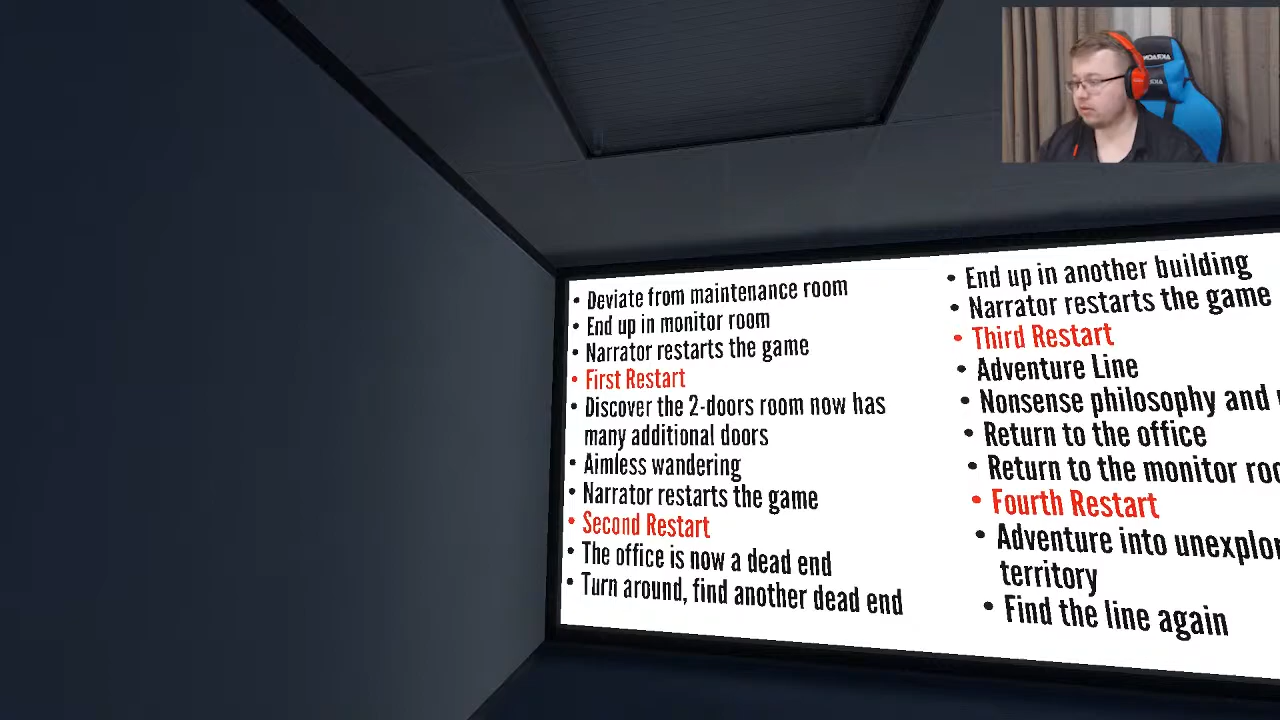 • Deviate from maintenance room
• End up in monitor room
• Narrator restarts the game
• First Restart
• Discover the 2-doors room now has
many additional doors
• Aimless wandering
• Narrator restarts the game
• Second Restart
• The office is now a dead end
• Turn around, find another dead end
• End up in another building
• Narrator restarts the game
• Third Restart
• Adventure Line
• Nonsense philosophy and
• Return to the office
• Return to the monitor roo
• Fourth Restart
• Adventure into unexplor
territory
• Find the line again